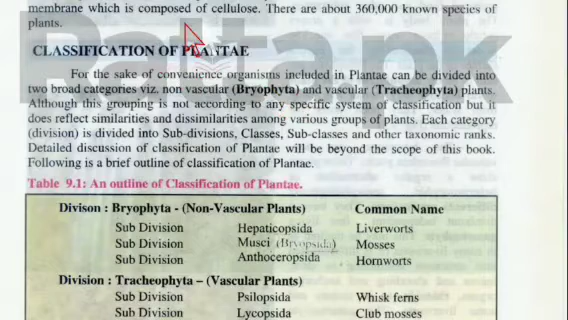 membrane which is composed of cellulose. There are about 360,000 known species of
plants.
Ratta.pk
CLASSIFICATION OF PLANTAE
For the sake of convenience organisms included in Plantae can be divided into
two broad categories viz. non vascular (Bryophyta) and vascular (Tracheophyta) plants.
Although this grouping is not according to any specific system of classification but it
does reflect similarities and dissimilarities among various groups of plants. Each category
(division) is divided into Sub-divisions, Classes, Sub-classes and other taxonomic ranks.
Detailed discussion of classification of Plantae will be beyond the scope of this book.
Following is a brief outline of classification of Plantae.
Table 9.1: An outline of Classification of Plantae.
Divison : Bryophyta - (Non-Vascular Plants) Common Name
Sub Division Hepaticopsida Liverworts
Sub Division Musci (Bryopsida) Mosses
Sub Division Anthoceropsida Hornworts
Division : Tracheophyta – (Vascular Plants)
Sub Division Psilopsida Whisk ferns
Sub Division Lycopsida Club mosses